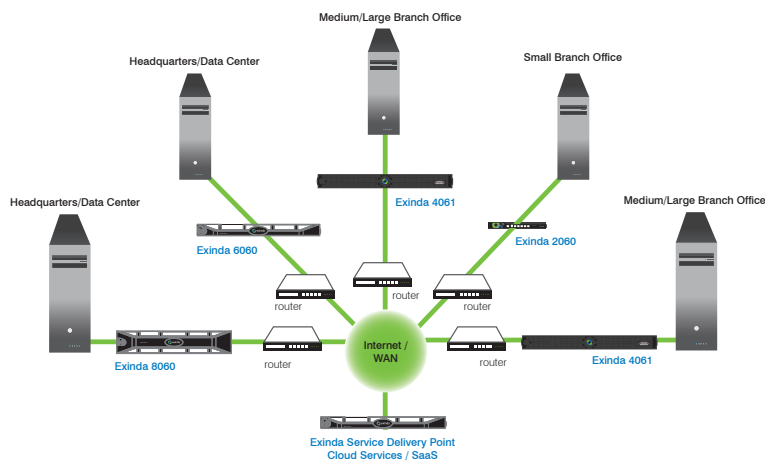 Medium/Large Branch Office
Headquarters/Data Center
Small Branch Office
Headquarters/Data Center
Exinda 4061
Medium/Large Branch Office
Exinda 6060
Exinda 2060
router
router
router
Internet /
WAN
Exinda 8060
router
router
Exinda 4061
Exinda Service Delivery Point
Cloud Services / SaaS